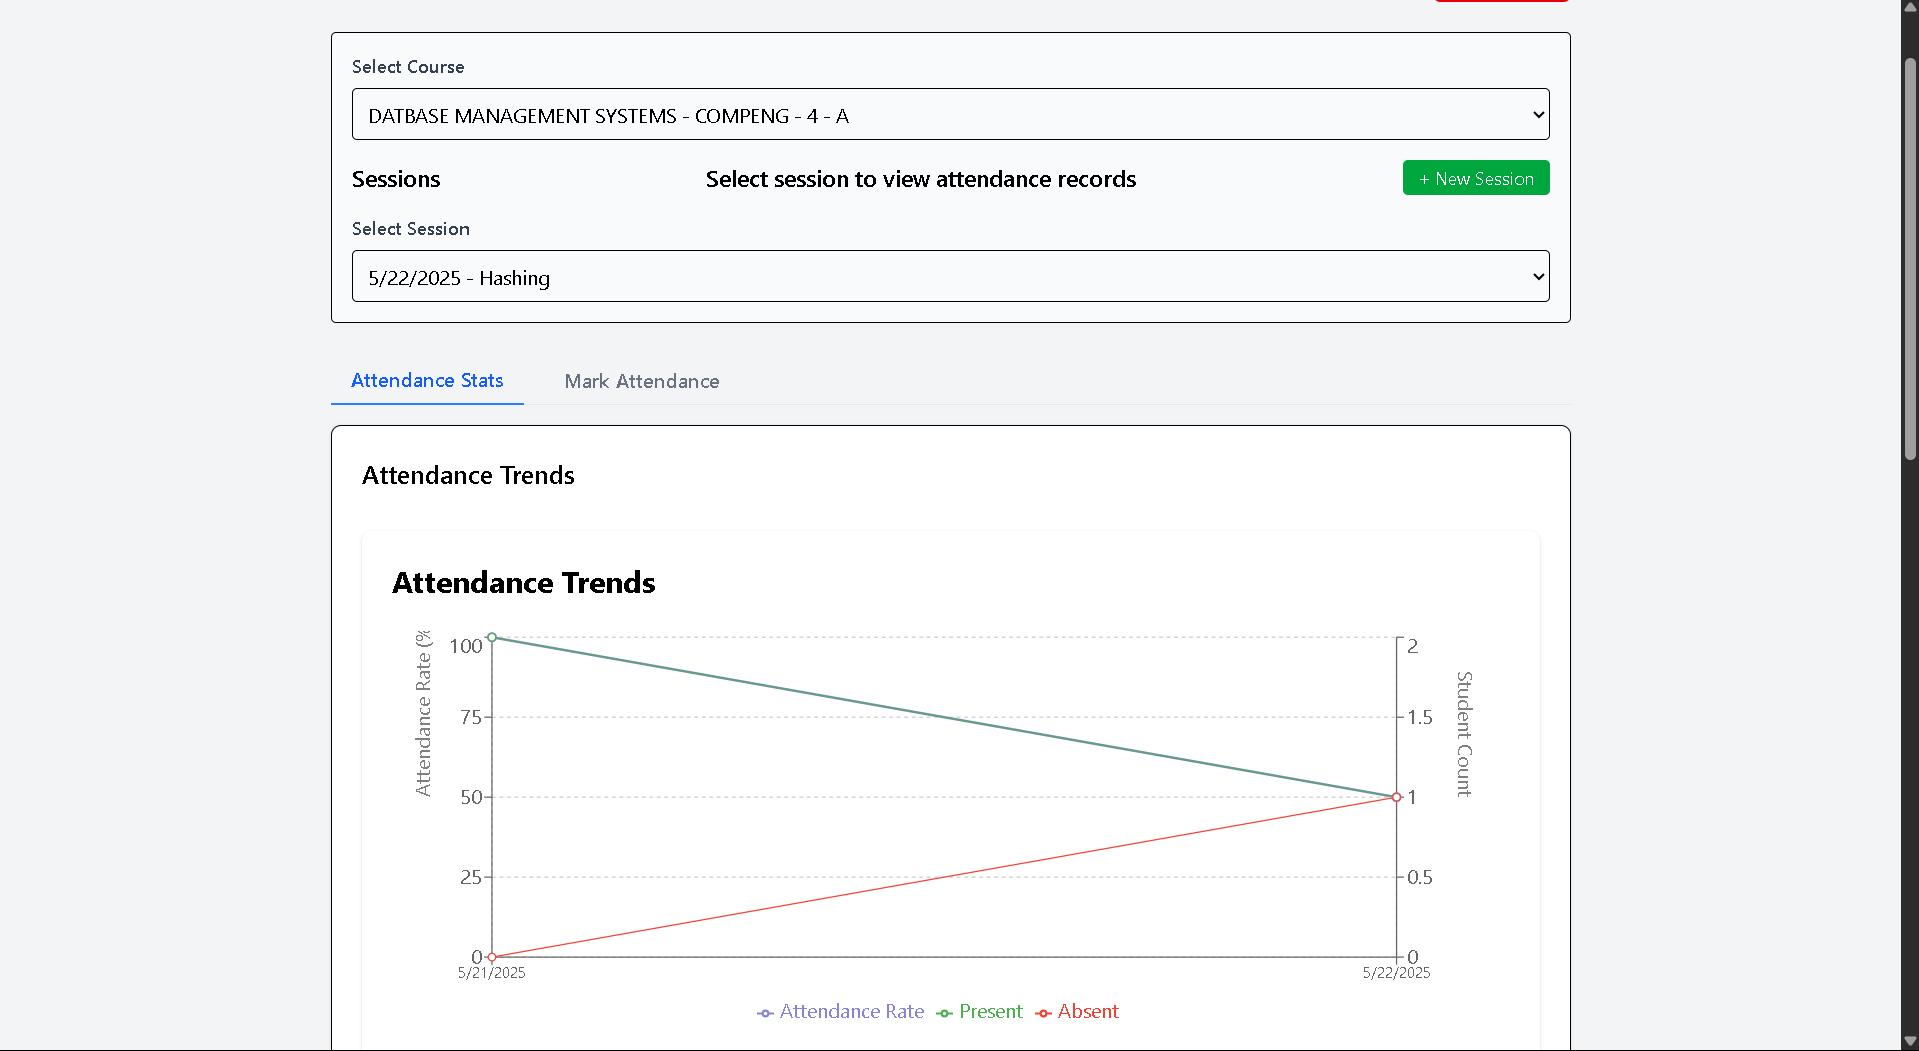 Select Course
DATBASE MANAGEMENT SYSTEMS - COMPENG - 4 - A
Sessions
Select session to view attendance records
+ New Session
Select Session
5/22/2025 - Hashing
Attendance Stats
Mark Attendance
Attendance Trends
Attendance Trends
Attendance Rate (%
100
75
50
25
0
2
1.5
1
0.5
0
Student Count
5/21/2025
5/22/2025
Attendance Rate Present Absent